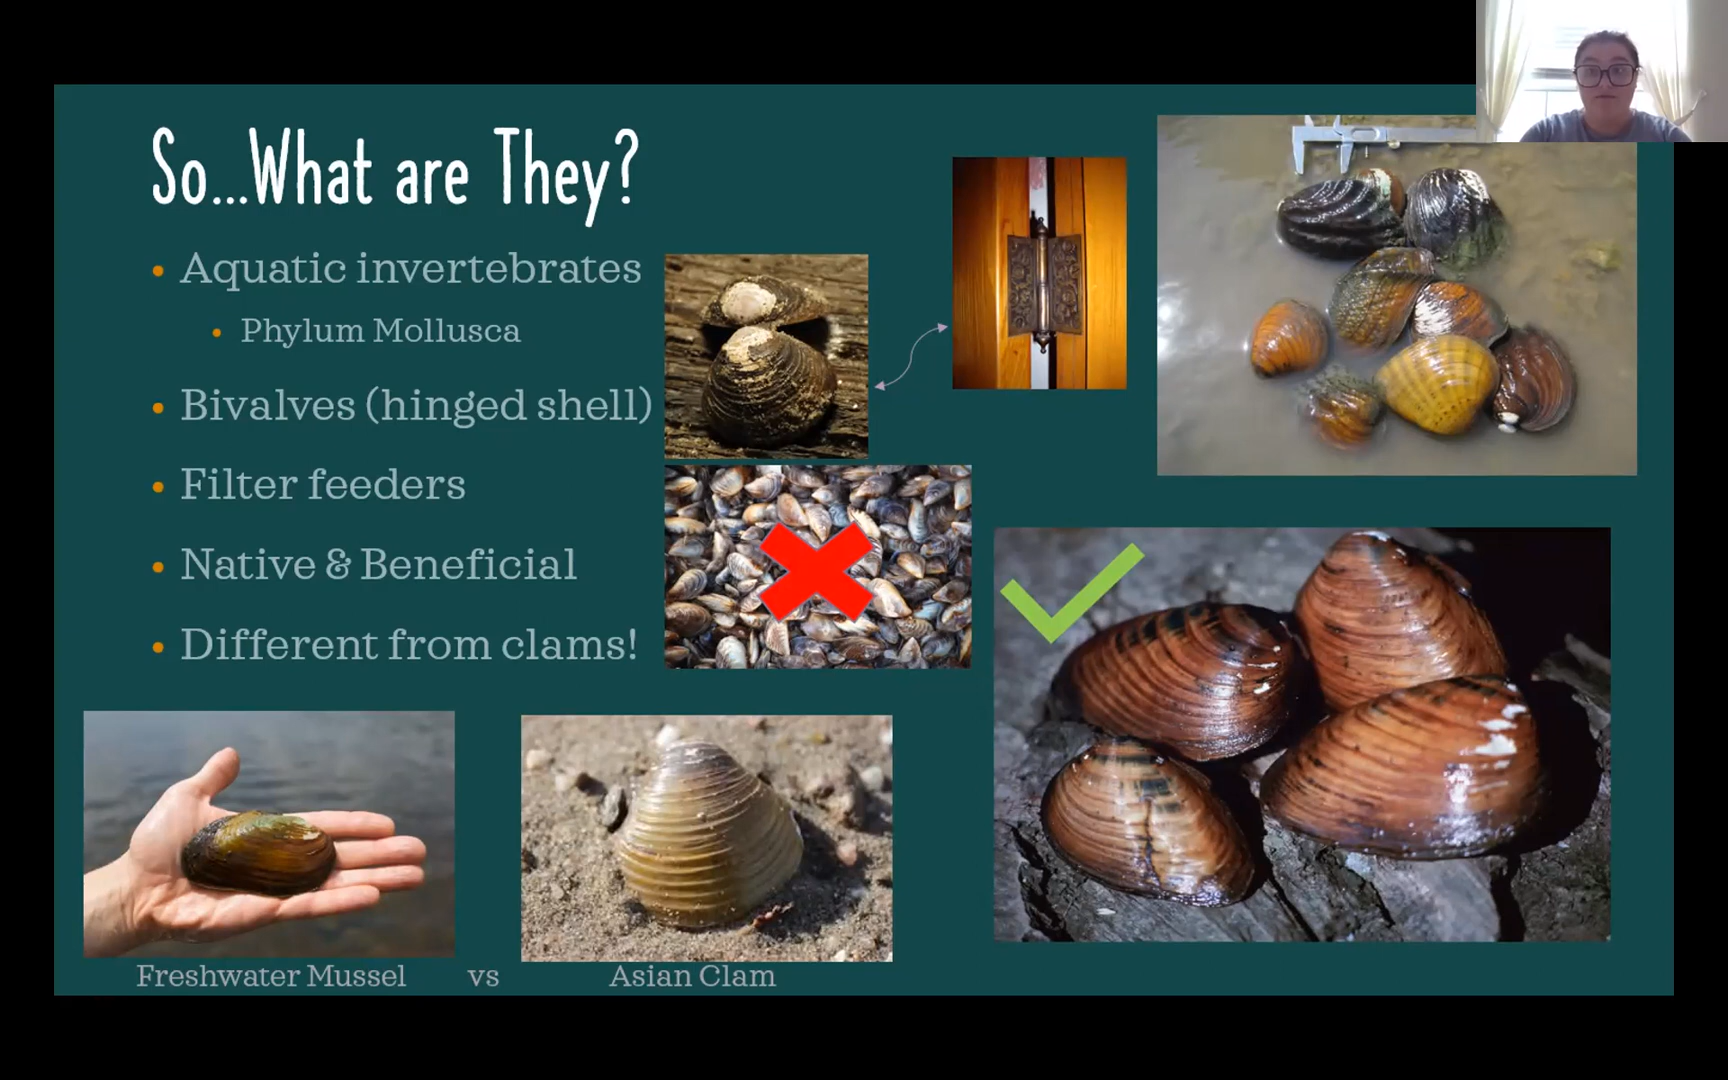 So...What are They?
Aquatic invertebrates
Phylum Mollusca
Bivalves (hinged shell)
Filter feeders
Native & Beneficial
Different from clams!
Freshwater Mussel vs Asian Clam